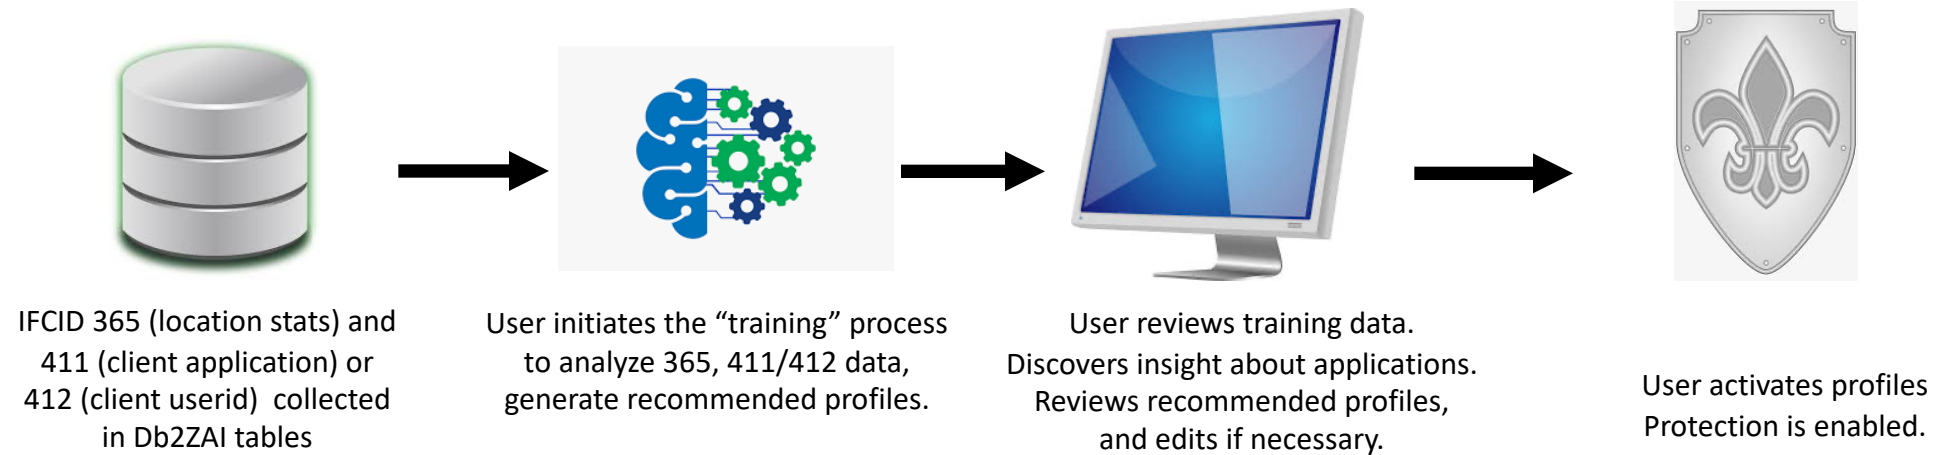 IFCID 365 (location stats) and
411 (client application) or
412 (client userid)  collected
in Db2ZAI tables
User initiates the “training” process
to analyze 365, 411/412 data,
generate recommended profiles.
User reviews training data.
Discovers insight about applications.
Reviews recommended profiles,
and edits if necessary.
User activates profiles
Protection is enabled.